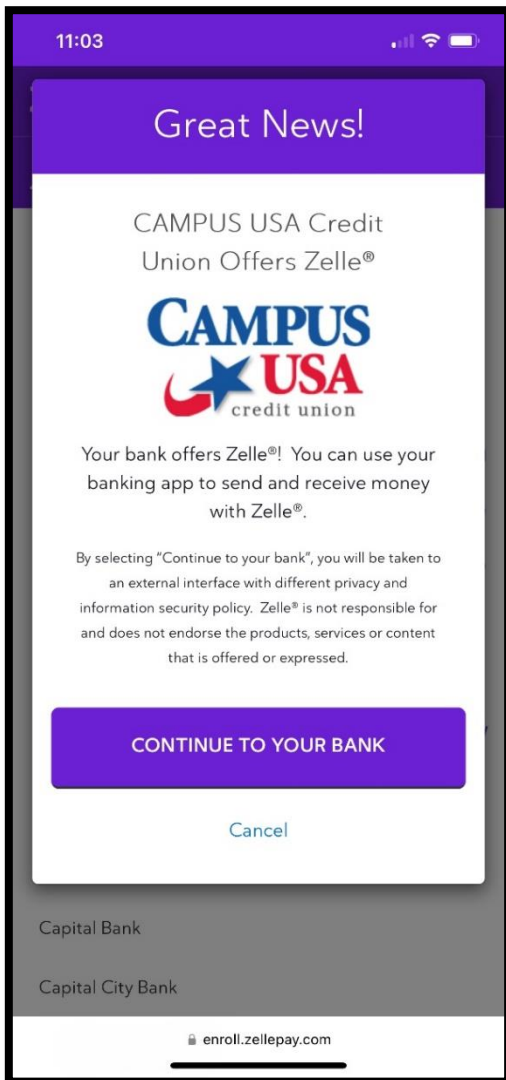 11:03
Great News!
CAMPUS USA Credit
Union Offers Zelle®
CAMPUS
USA
credit union
Your bank offers Zelle®! You can use your
banking app to send and receive money
with Zelle®.
By selecting "Continue to your bank", you will be taken to
an external interface with different privacy and
information security policy. Zelle® is not responsible for
and does not endorse the products, services or content
that is offered or expressed.
CONTINUE TO YOUR BANK
Cancel
Capital Bank
Capital City Bank
enroll.zellepay.com